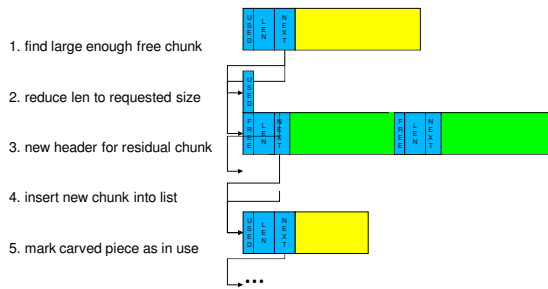 USED LEN NEXT
1. find large enough free chunk
USED
2. reduce len to requested size
FREE LEN NEXT FREE LEN NEXT
3. new header for residual chunk
4. insert new chunk into list
USED LEN NEXT
5. mark carved piece as in use
•••